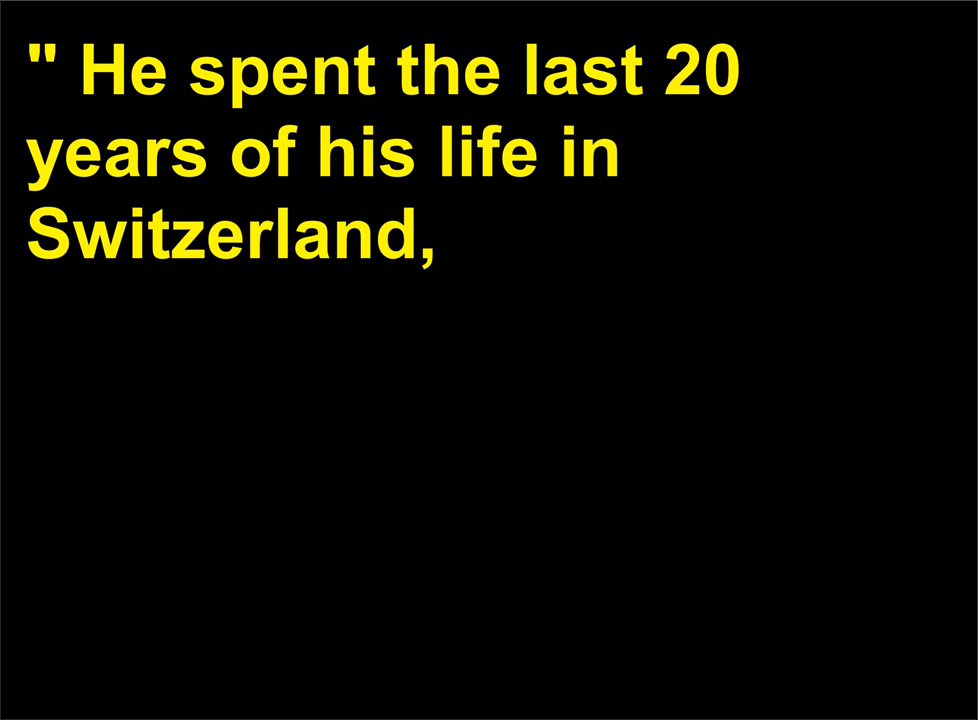 " He spent the last 20
years of his life in
Switzerland,